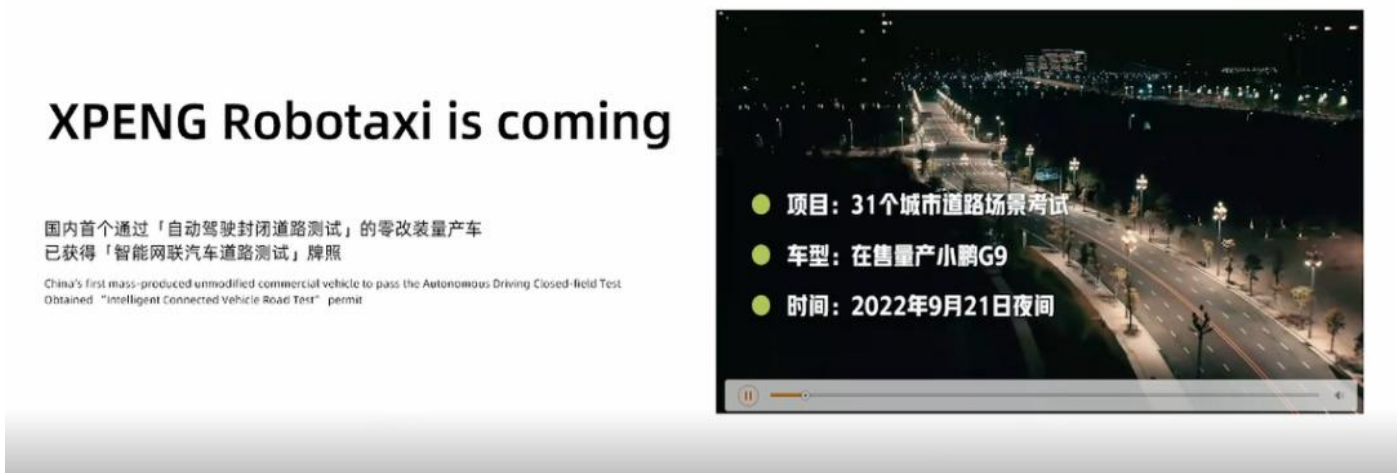 XPENG Robotaxi is coming
国内首个通过「自动驾驶封闭道路测试」的零改装量产车
已获得「智能网联汽车道路测试」牌照
China's first mass-produced unmodified commercial vehicle to pass the Autonomous Driving Closed-field Test
Obtained “Intelligent Connected Vehicle Road Test” permit
项目：31个城市道路场景考试
车型：在售量产小鹏G9
时间：2022年9月21日夜间